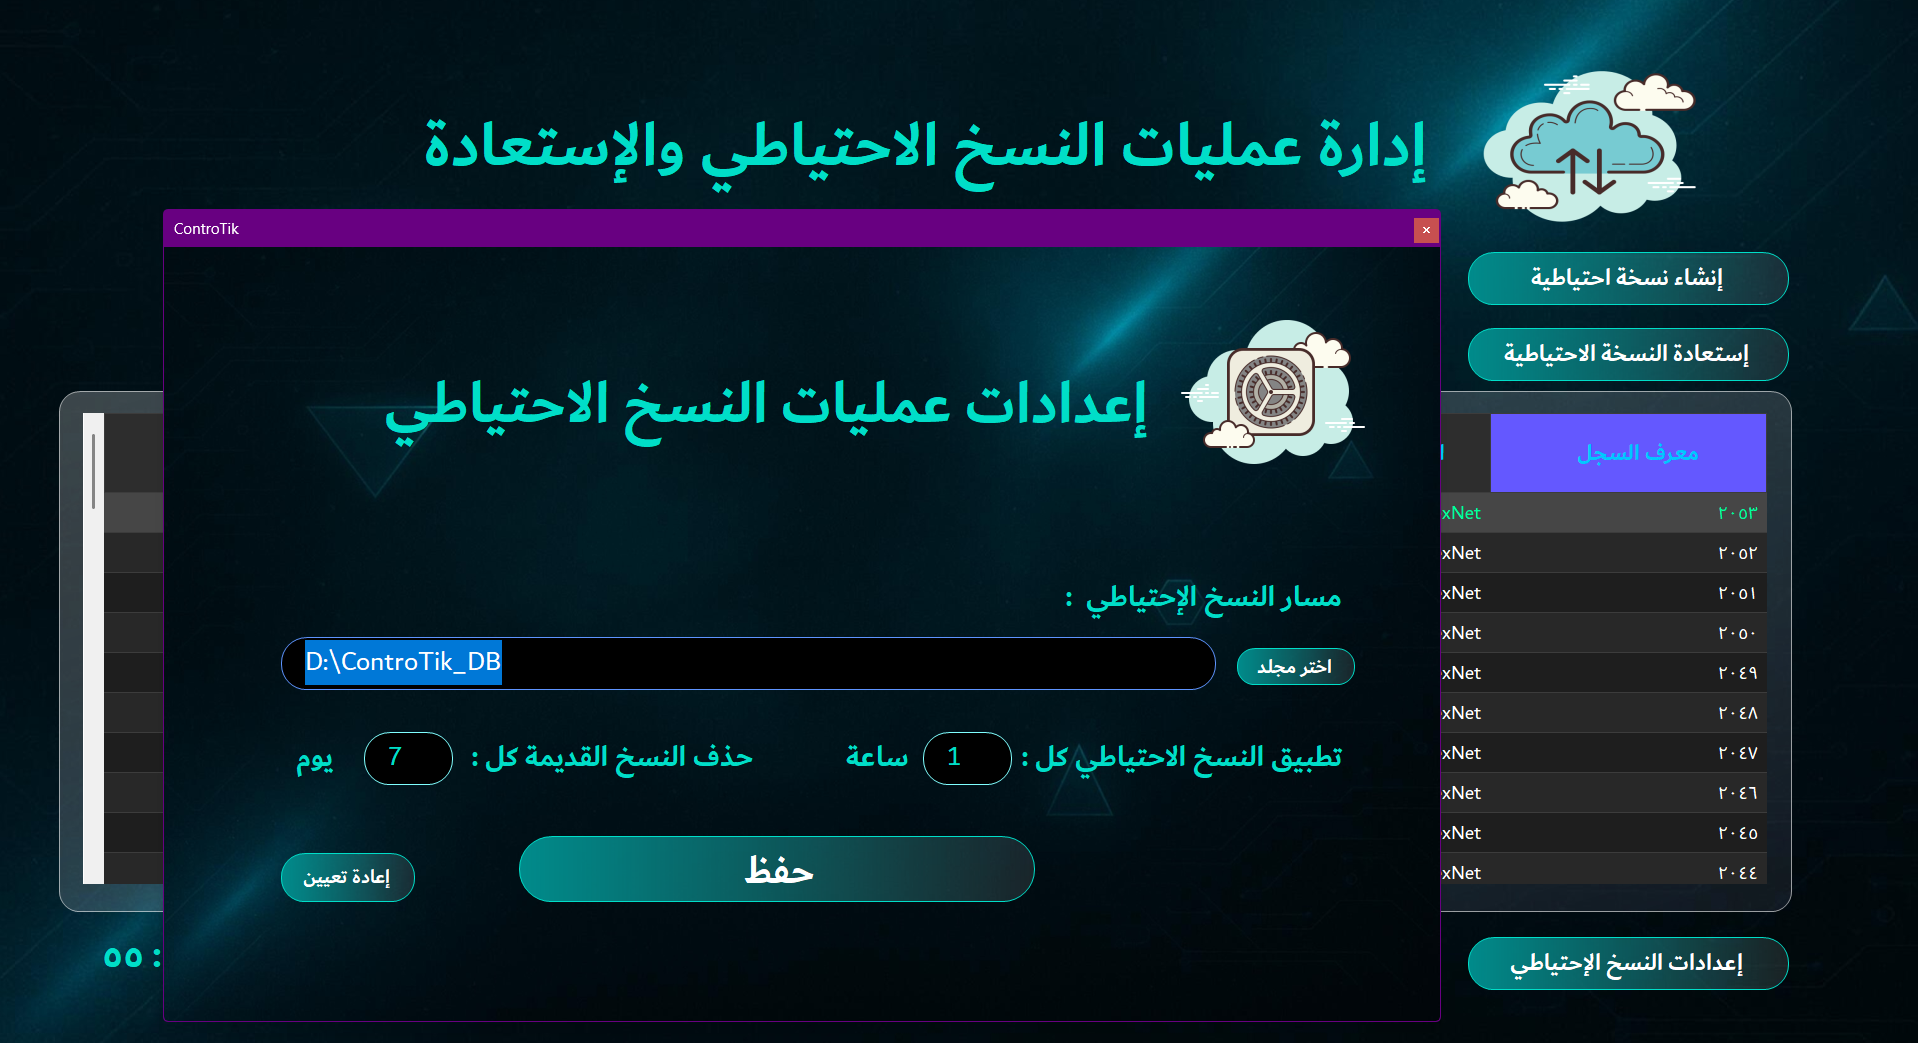 إدارة عمليات النسخ الاحتياطي والإستعادة
إنشاء نسخة احتياطية
إستعادة النسخة الاحتياطية
معرف السجل
٢٠٥٣ xNet
٢٠٥٢ xNet
٢٠٥١ xNet
٢٠٥٠ xNet
٢٠٤٩ xNet
٢٠٤٨ xNet
٢٠٤٧ xNet
٢٠٤٦ xNet
٢٠٤٥ xNet
٢٠٤٤ xNet
إعدادات النسخ الإحتياطي
: ٥٥
ControTik
إعدادات عمليات النسخ الاحتياطي
مسار النسخ الإحتياطي :
اختر مجلد
D:\ControTik_DB
تطبيق النسخ الاحتياطي كل : 1 ساعة
حذف النسخ القديمة كل : 7 يوم
حفظ
إعادة تعيين